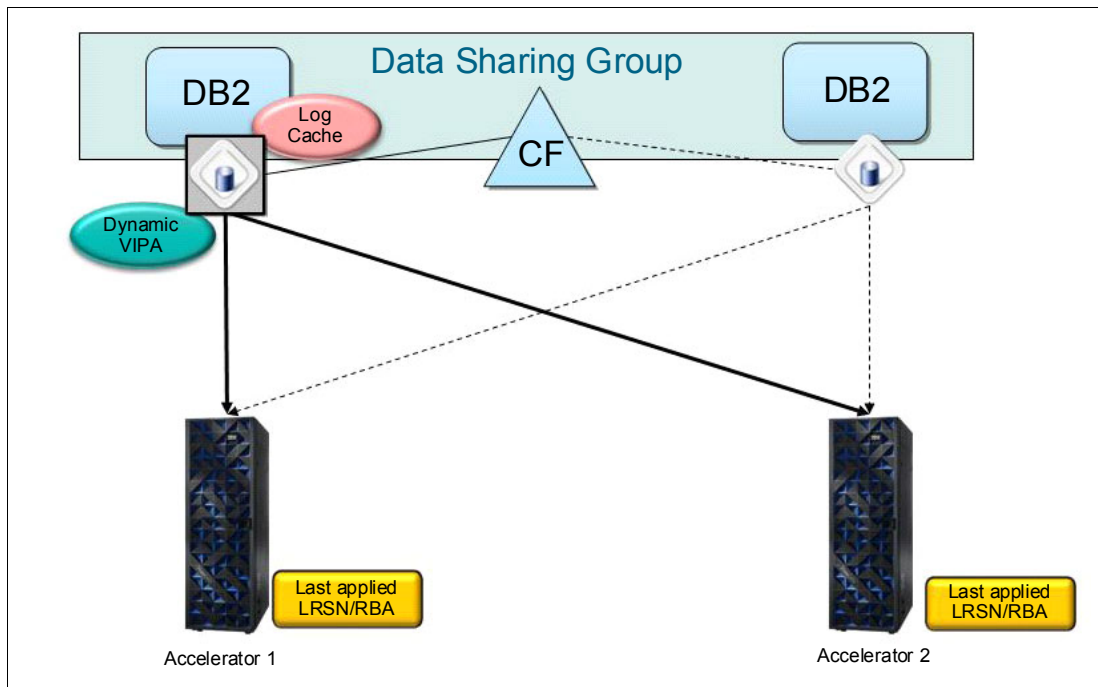 Data Sharing Group
DB2
DB2
Log
Cache
CF
Dynamic
VIPA
Last applied
LRSN/RBA
Last applied
LRSN/RBA
Accelerator 1
Accelerator 2